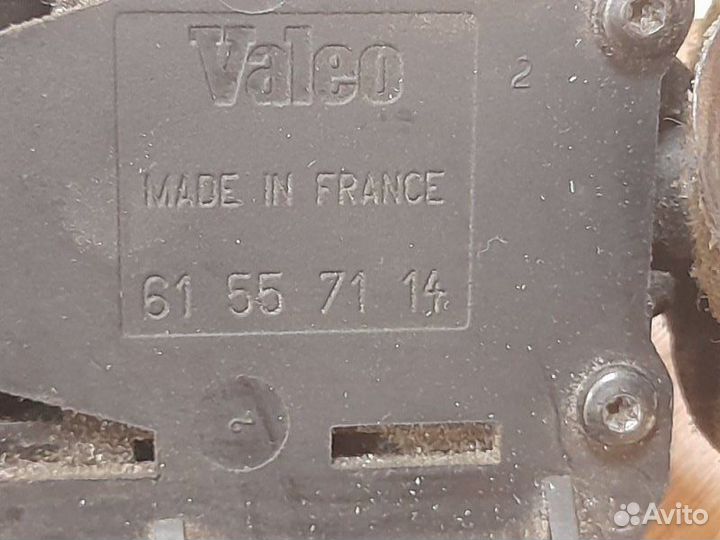 Valeo
2
MADE IN FRANCE
61 55 71 14
Avito